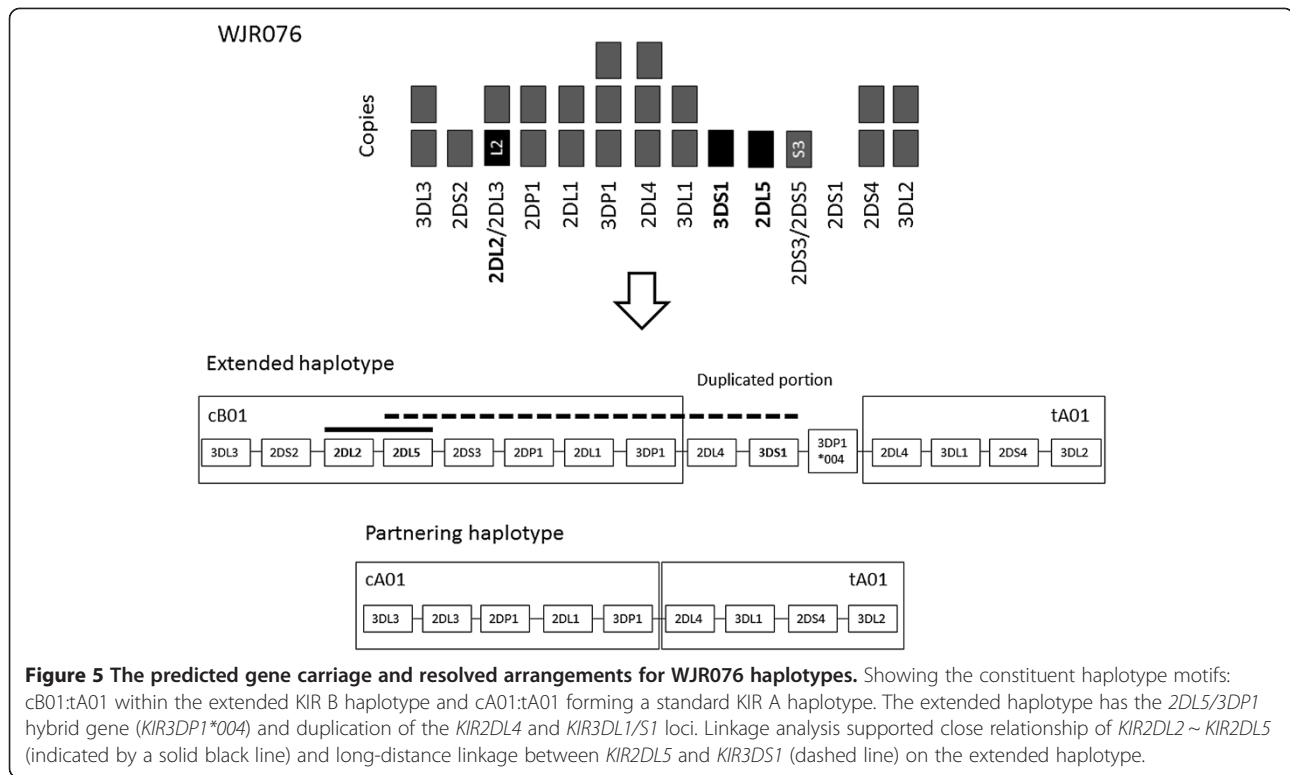 WJR076
Copies
L2
S3
3DL3
2DS2
2DL2/2DL3
2DP1
2DL1
3DP1
2DL4
3DL1
3DS1
2DL5
2DS3/2DS5
2DS1
2DS4
3DL2
Extended haplotype
Duplicated portion
cB01
tA01
3DL3
2DS2
2DL2
2DL5
2DS3
2DP1
2DL1
3DP1
2DL4
3DS1
3DP1
*004
2DL4
3DL1
2DS4
3DL2
Partnering haplotype
cA01
tA01
3DL3
2DL3
2DP1
2DL1
3DP1
2DL4
3DL1
2DS4
3DL2
Figure 5 The predicted gene carriage and resolved arrangements for WJR076 haplotypes. Showing the constituent haplotype motifs:
cB01:tA01 within the extended KIR B haplotype and cA01:tA01 forming a standard KIR A haplotype. The extended haplotype has the 2DL5/3DP1
hybrid gene (KIR3DP1*004) and duplication of the KIR2DL4 and KIR3DL1/S1 loci. Linkage analysis supported close relationship of KIR2DL2 ~ KIR2DL5
(indicated by a solid black line) and long-distance linkage between KIR2DL5 and KIR3DS1 (dashed line) on the extended haplotype.